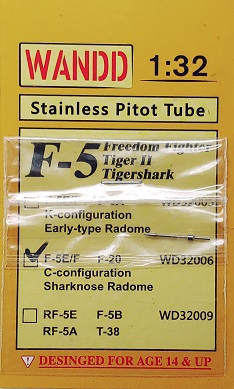 WANDD 1:32
Stainless Pitot Tube
F-5 Freedom Fighter
Tiger II
Tigershark
WD32003
K-configuration
Early-type Radome
F-5E/F F-20 WD32006
C-configuration
Sharknose Radome
RF-5E F-5B WD32009
RF-5A T-38
! DESINGED FOR AGE 14 & UP